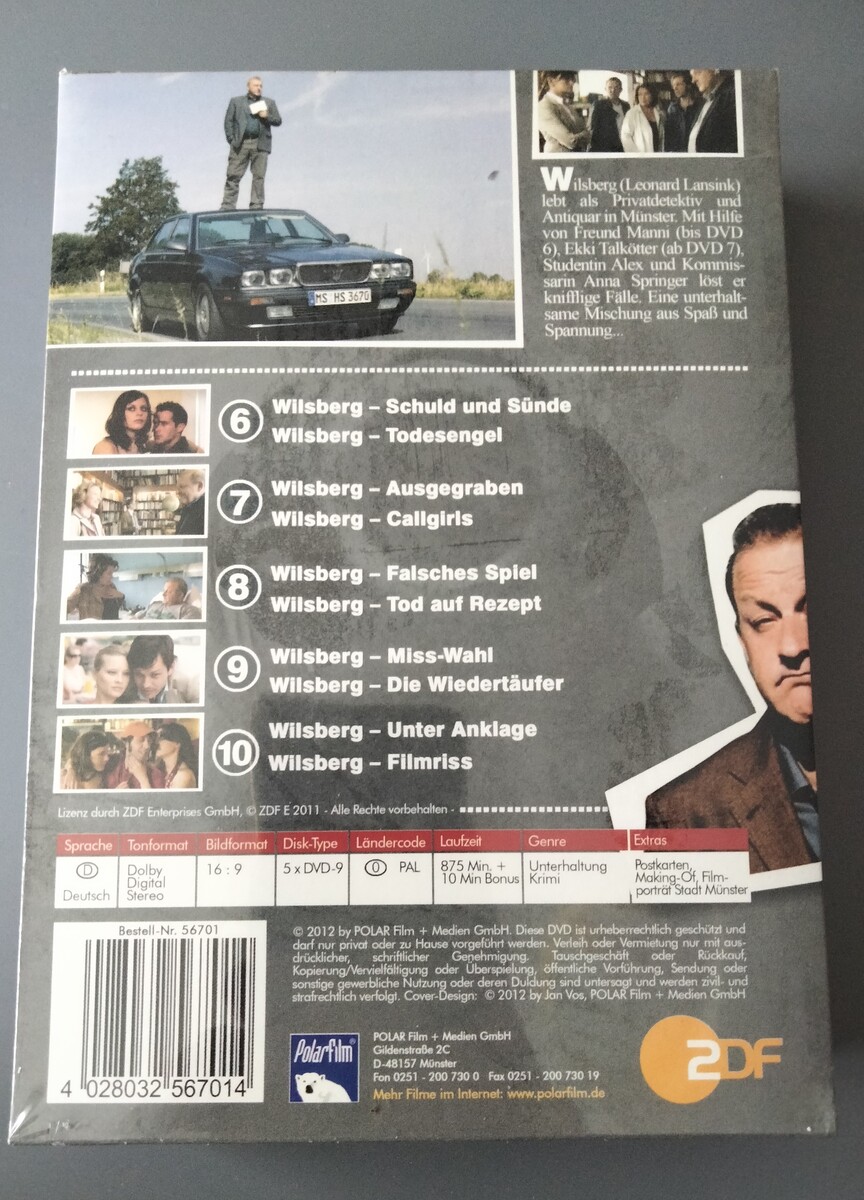 MS HS 3670
Wilsberg (Leonard Lansink)
lebt als Privatdetektiv und
Antiquar in Münster. Mit Hilfe
von Freund Manni (bis DVD
6), Ekki Talkötter (ab DVD 7),
Studentin Alex und Kommis-
sarin Anna Springer löst er
knifflige Fälle. Eine unterhalt-
same Mischung aus Spaß und
Spannung...
6 Wilsberg – Schuld und Sünde
Wilsberg – Todesengel
7 Wilsberg – Ausgegraben
Wilsberg – Callgirls
8 Wilsberg – Falsches Spiel
Wilsberg – Tod auf Rezept
9 Wilsberg – Miss-Wahl
Wilsberg – Die Wiedertäufer
10 Wilsberg – Unter Anklage
Wilsberg – Filmriss
Lizenz durch ZDF Enterprises GmbH, © ZDF E 2011 - Alle Rechte vorbehalten -
Sprache Tonformat Bildformat Disk-Type Ländercode Laufzeit Genre Extras
D Dolby 16 : 9 5 x DVD-9 0 PAL 875 Min. + Unterhaltung Postkarten,
Digital 10 Min Bonus Krimi Making-Of, Film-
Deutsch Stereo porträt Stadt Münster
Bestell-Nr. 56701
4 028032 567014
© 2012 by POLAR Film + Medien GmbH. Diese DVD ist urheberrechtlich geschützt und
darf nur privat oder zu Hause vorgeführt werden. Verleih oder Vermietung nur mit aus-
drücklicher, schriftlicher Genehmigung. Tauschgeschäft oder Rückkauf,
Kopierung/Vervielfältigung oder Überspielung, öffentliche Vorführung, Sendung oder
sonstige gewerbliche Nutzung oder deren Duldung sind untersagt und werden zivil- und
strafrechtlich verfolgt. Cover-Design: © 2012 by Jan Vos, POLAR Film + Medien GmbH
Polarfilm®
POLAR Film + Medien GmbH
Gildenstraße 2C
D-48157 Münster
Fon 0251 - 200 730 0 Fax 0251 - 200 730 19
Mehr Filme im Internet: www.polarfilm.de
ZDF